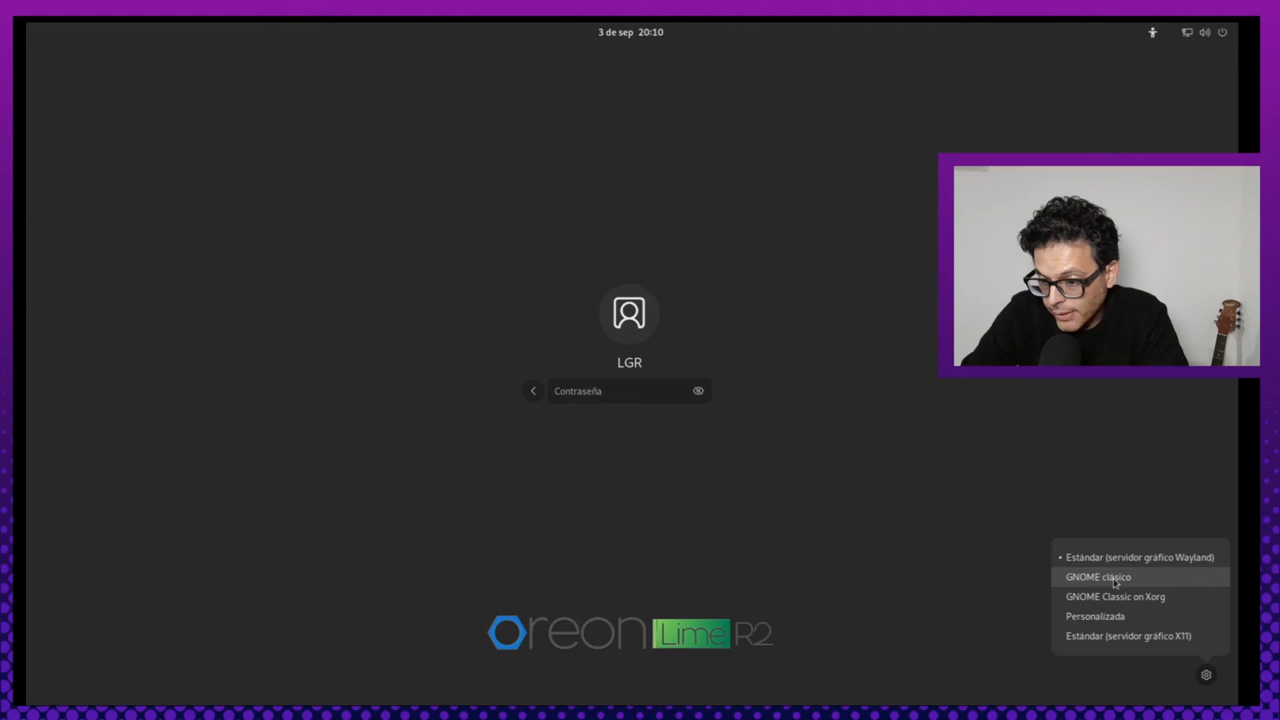 3 de sep 20:10
LGR
Contraseña
Estándar (servidor gráfico Wayland)
GNOME clásico
GNOME Classic on Xorg
Personalizada
Estándar (servidor gráfico X11)
Oreon Lime R2